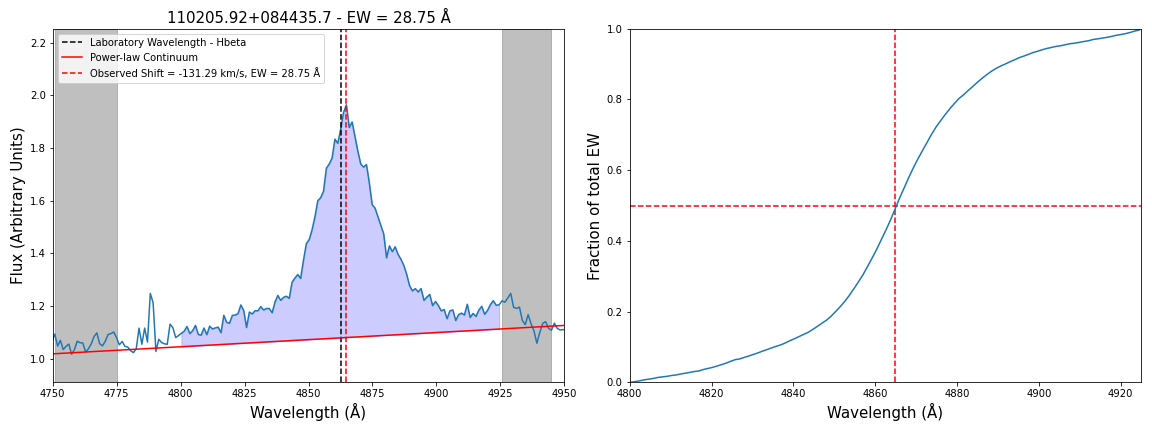 110205.92+084435.7 - EW = 28.75 Å
Laboratory Wavelength - Hbeta
Power-law Continuum
Observed Shift = -131.29 km/s, EW = 28.75 Å
Flux (Arbitrary Units)
2.2
2.0
1.8
1.6
1.4
1.2
1.0
4750 4775 4800 4825 4850 4875 4900 4925 4950
Wavelength (Å)
Fraction of total EW
1.0
0.8
0.6
0.4
0.2
0.0
4800 4820 4840 4860 4880 4900 4920
Wavelength (Å)